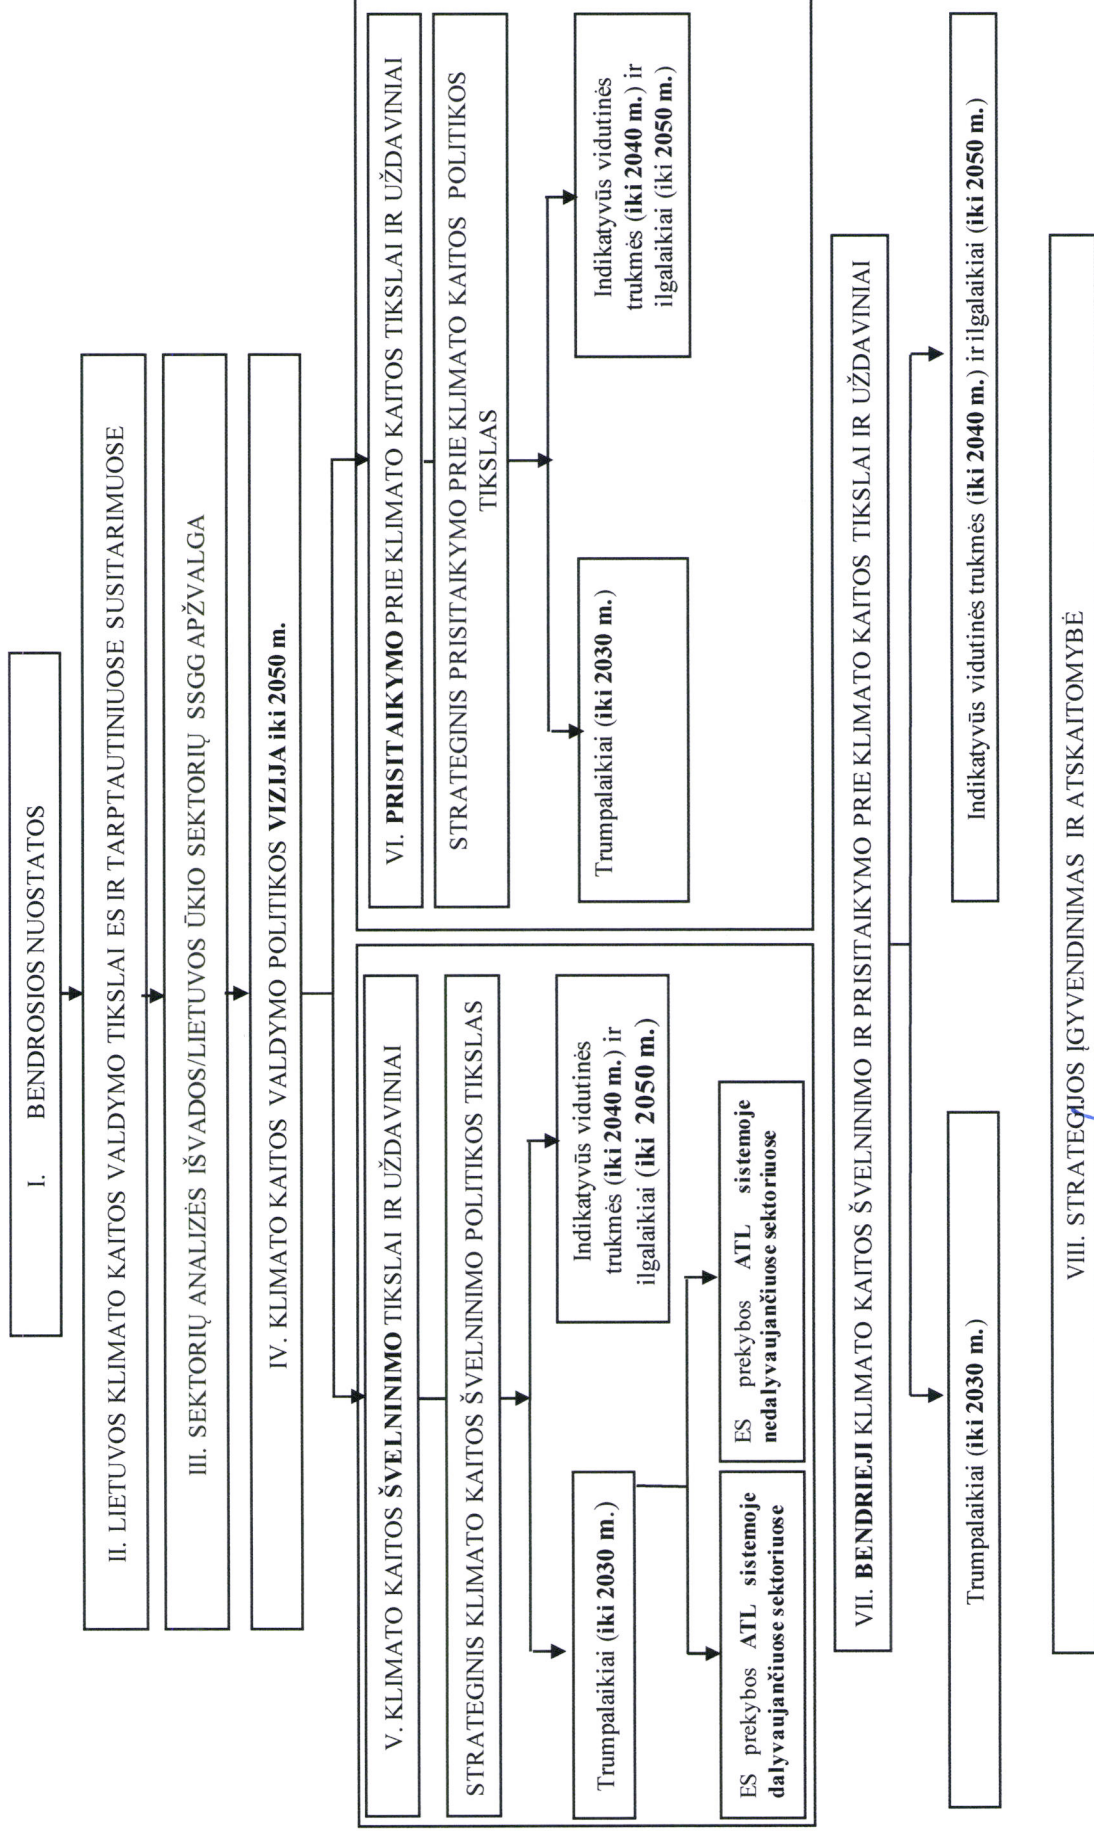 I. BENDROSIOS NUOSTATOS
II. LIETUVOS KLIMATO KAITOS VALDYMO TIKSLAI ES IR TARPTAUTINIUOSE SUSITARIMUOSE
III. SEKTORIŲ ANALIZĖS IŠVADOS/LIETUVOS ŪKIO SEKTORIŲ SSGG APŽVALGA
IV. KLIMATO KAITOS VALDYMO POLITIKOS VIZIJA iki 2050 m.
V. KLIMATO KAITOS ŠVELNINIMO TIKSLAI IR UŽDAVINIAI
STRATEGINIS KLIMATO KAITOS ŠVELNINIMO POLITIKOS TIKSLAS
Trumpalaikiai (iki 2030 m.)
Indikatyvūs vidutinės
trukmės (iki 2040 m.) ir
ilgalaikiai (iki 2050 m.)
ES prekybos ATL sistemoje
dalyvaujančiuose sektoriuose
ES prekybos ATL sistemoje
nedalyvaujančiuose sektoriuose
VI. PRISITAIKYMO PRIE KLIMATO KAITOS TIKSLAI IR UŽDAVINIAI
STRATEGINIS PRISITAIKYMO PRIE KLIMATO KAITOS POLITIKOS
TIKSLAS
Trumpalaikiai (iki 2030 m.)
Indikatyvūs vidutinės
trukmės (iki 2040 m.) ir
ilgalaikiai (iki 2050 m.)
VII. BENDRIEJI KLIMATO KAITOS ŠVELNINIMO IR PRISITAIKYMO PRIE KLIMATO KAITOS TIKSLAI IR UŽDAVINIAI
Trumpalaikiai (iki 2030 m.)
Indikatyvūs vidutinės trukmės (iki 2040 m.) ir ilgalaikiai (iki 2050 m.)
VIII. STRATEGIJOS ĮGYVENDINIMAS IR ATSKAITOMYBĖ